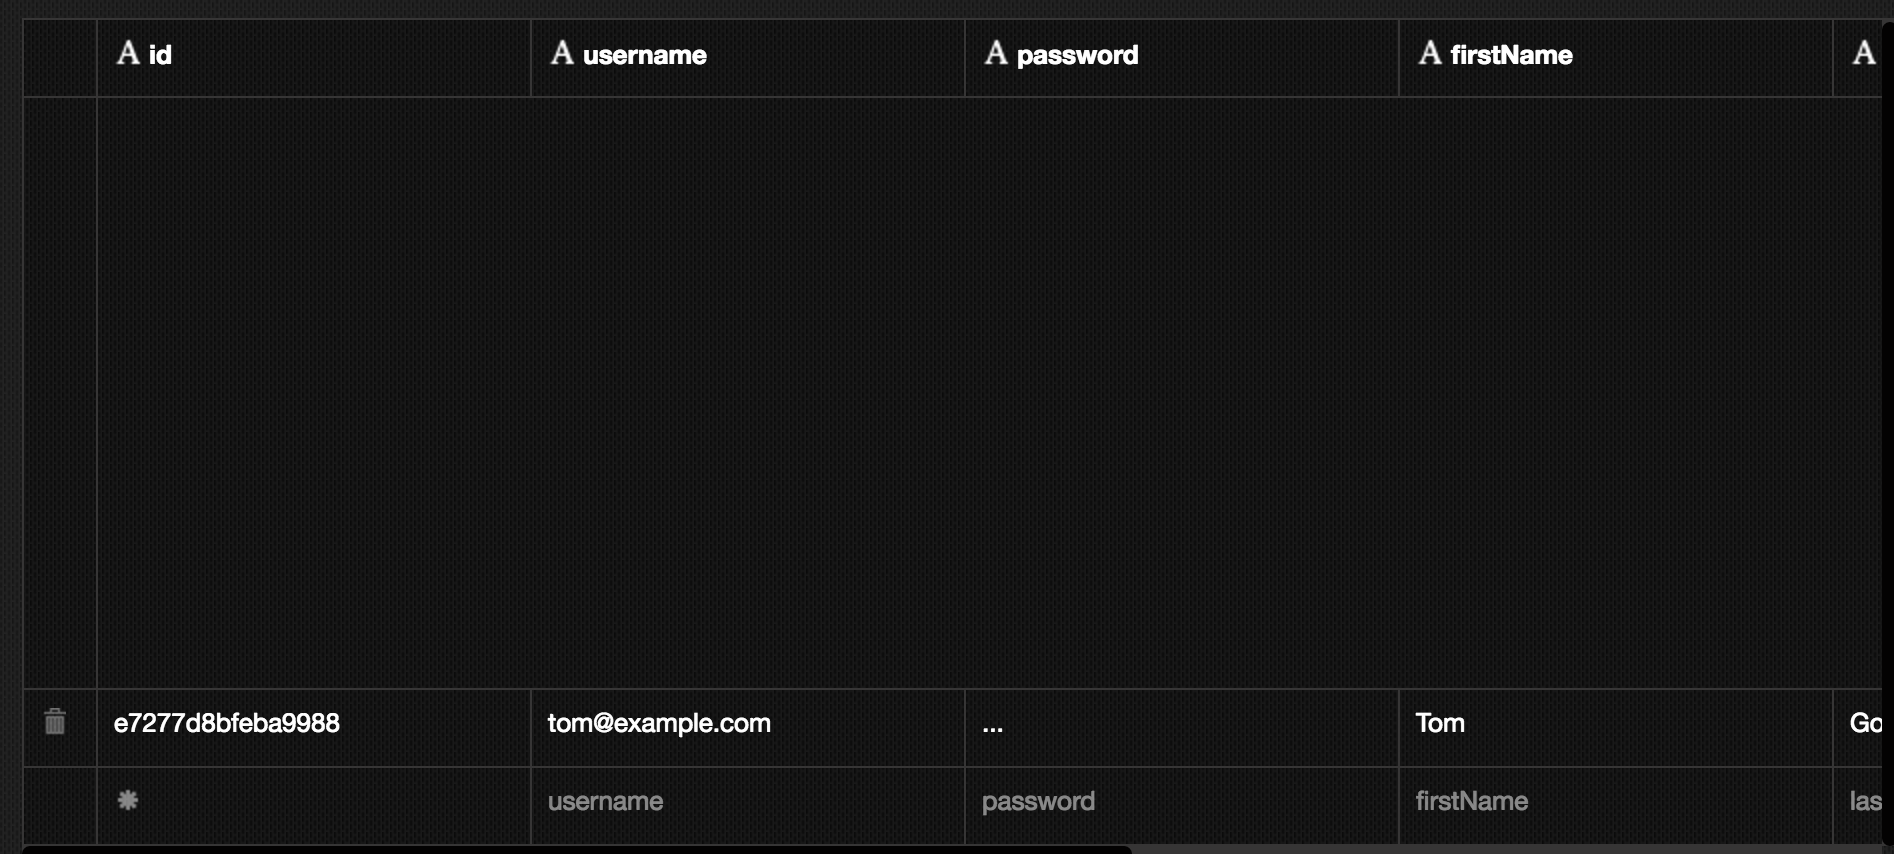 A id A username A password A firstName A
e7277d8bfeba9988 tom@example.com ... Tom Go
username password firstName las